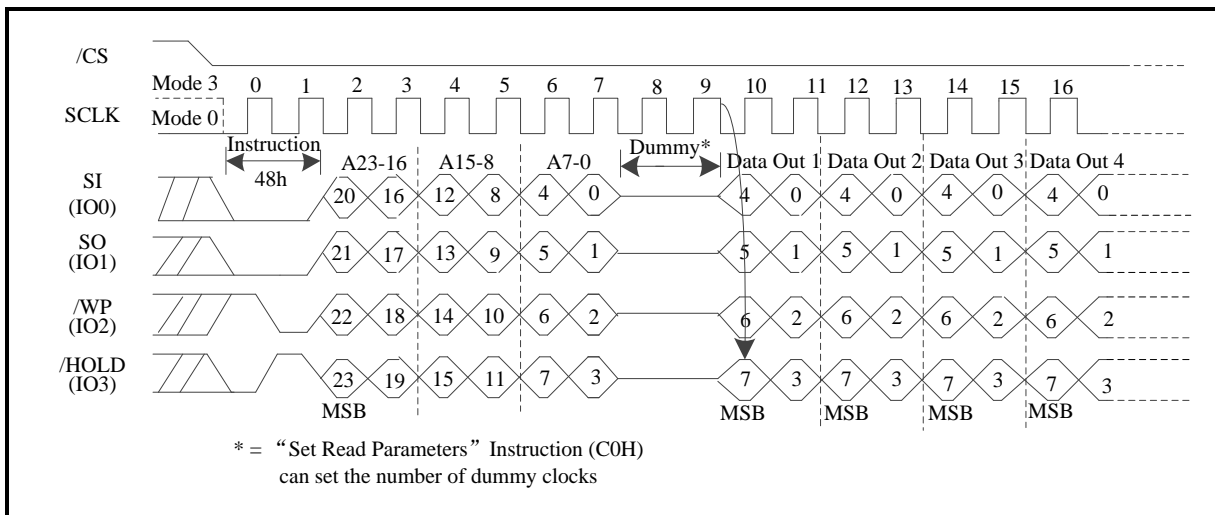 /CS
Mode 3 0 1 2 3 4 5 6 7 8 9 10 11 12 13 14 15 16
SCLK Mode 0
Instruction A23-16 A15-8 A7-0 Dummy* Data Out 1 Data Out 2 Data Out 3 Data Out 4
48h
SI
(IO0) 20 16 12 8 4 0 4 0 4 0 4 0 4 0
SO
(IO1) 21 17 13 9 5 1 5 1 5 1 5 1 5 1
/WP
(IO2) 22 18 14 10 6 2 6 2 6 2 6 2 6 2
/HOLD
(IO3) 23 19 15 11 7 3 7 3 7 3 7 3 7 3
MSB MSB MSB MSB MSB
* = “Set Read Parameters” Instruction (C0H)
can set the number of dummy clocks